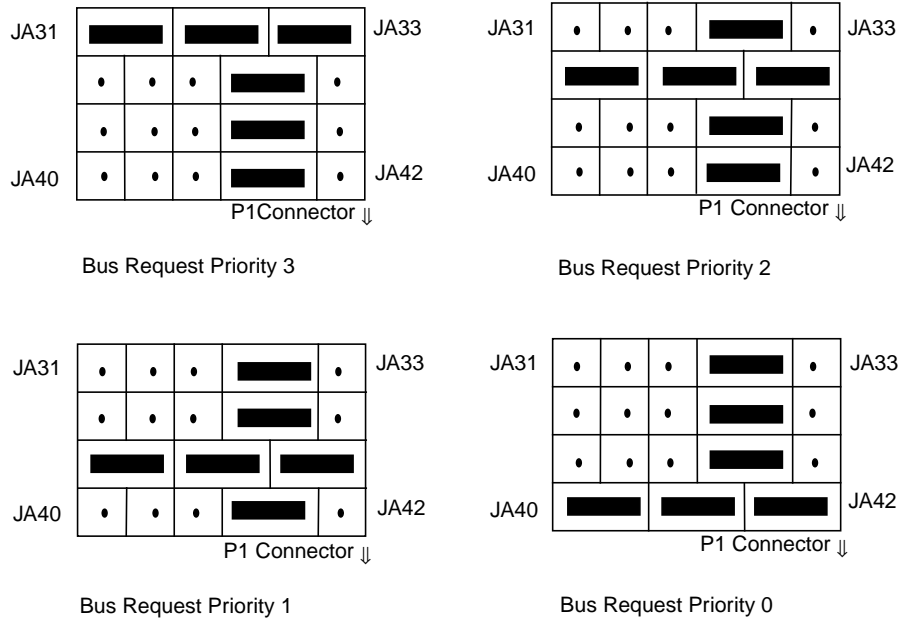 JA31 JA33
JA40 JA42
P1Connector ⇓
Bus Request Priority 3
JA31 JA33
JA40 JA42
P1 Connector ⇓
Bus Request Priority 2
JA31 JA33
JA40 JA42
P1 Connector ⇓
Bus Request Priority 1
JA31 JA33
JA40 JA42
P1 Connector ⇓
Bus Request Priority 0